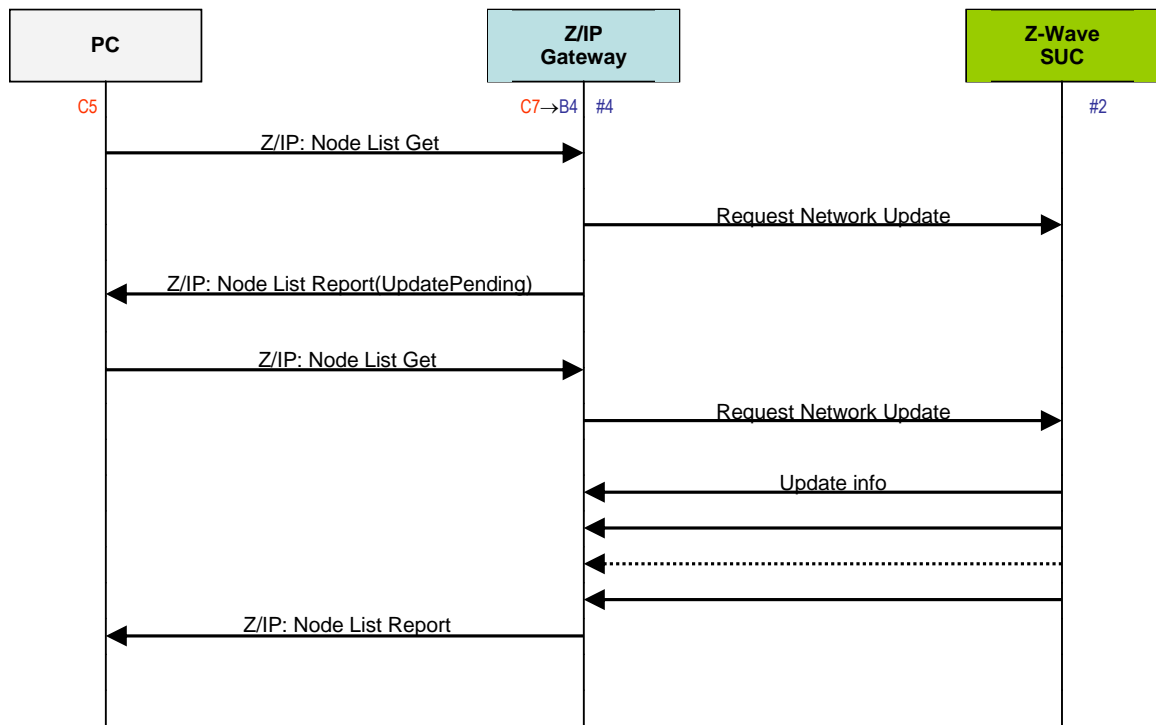 PC
Z/IP
Gateway
Z-Wave
SUC
C5
C7→B4 #4
#2
Z/IP: Node List Get
Request Network Update
Z/IP: Node List Report(UpdatePending)
Z/IP: Node List Get
Request Network Update
Update info
Z/IP: Node List Report